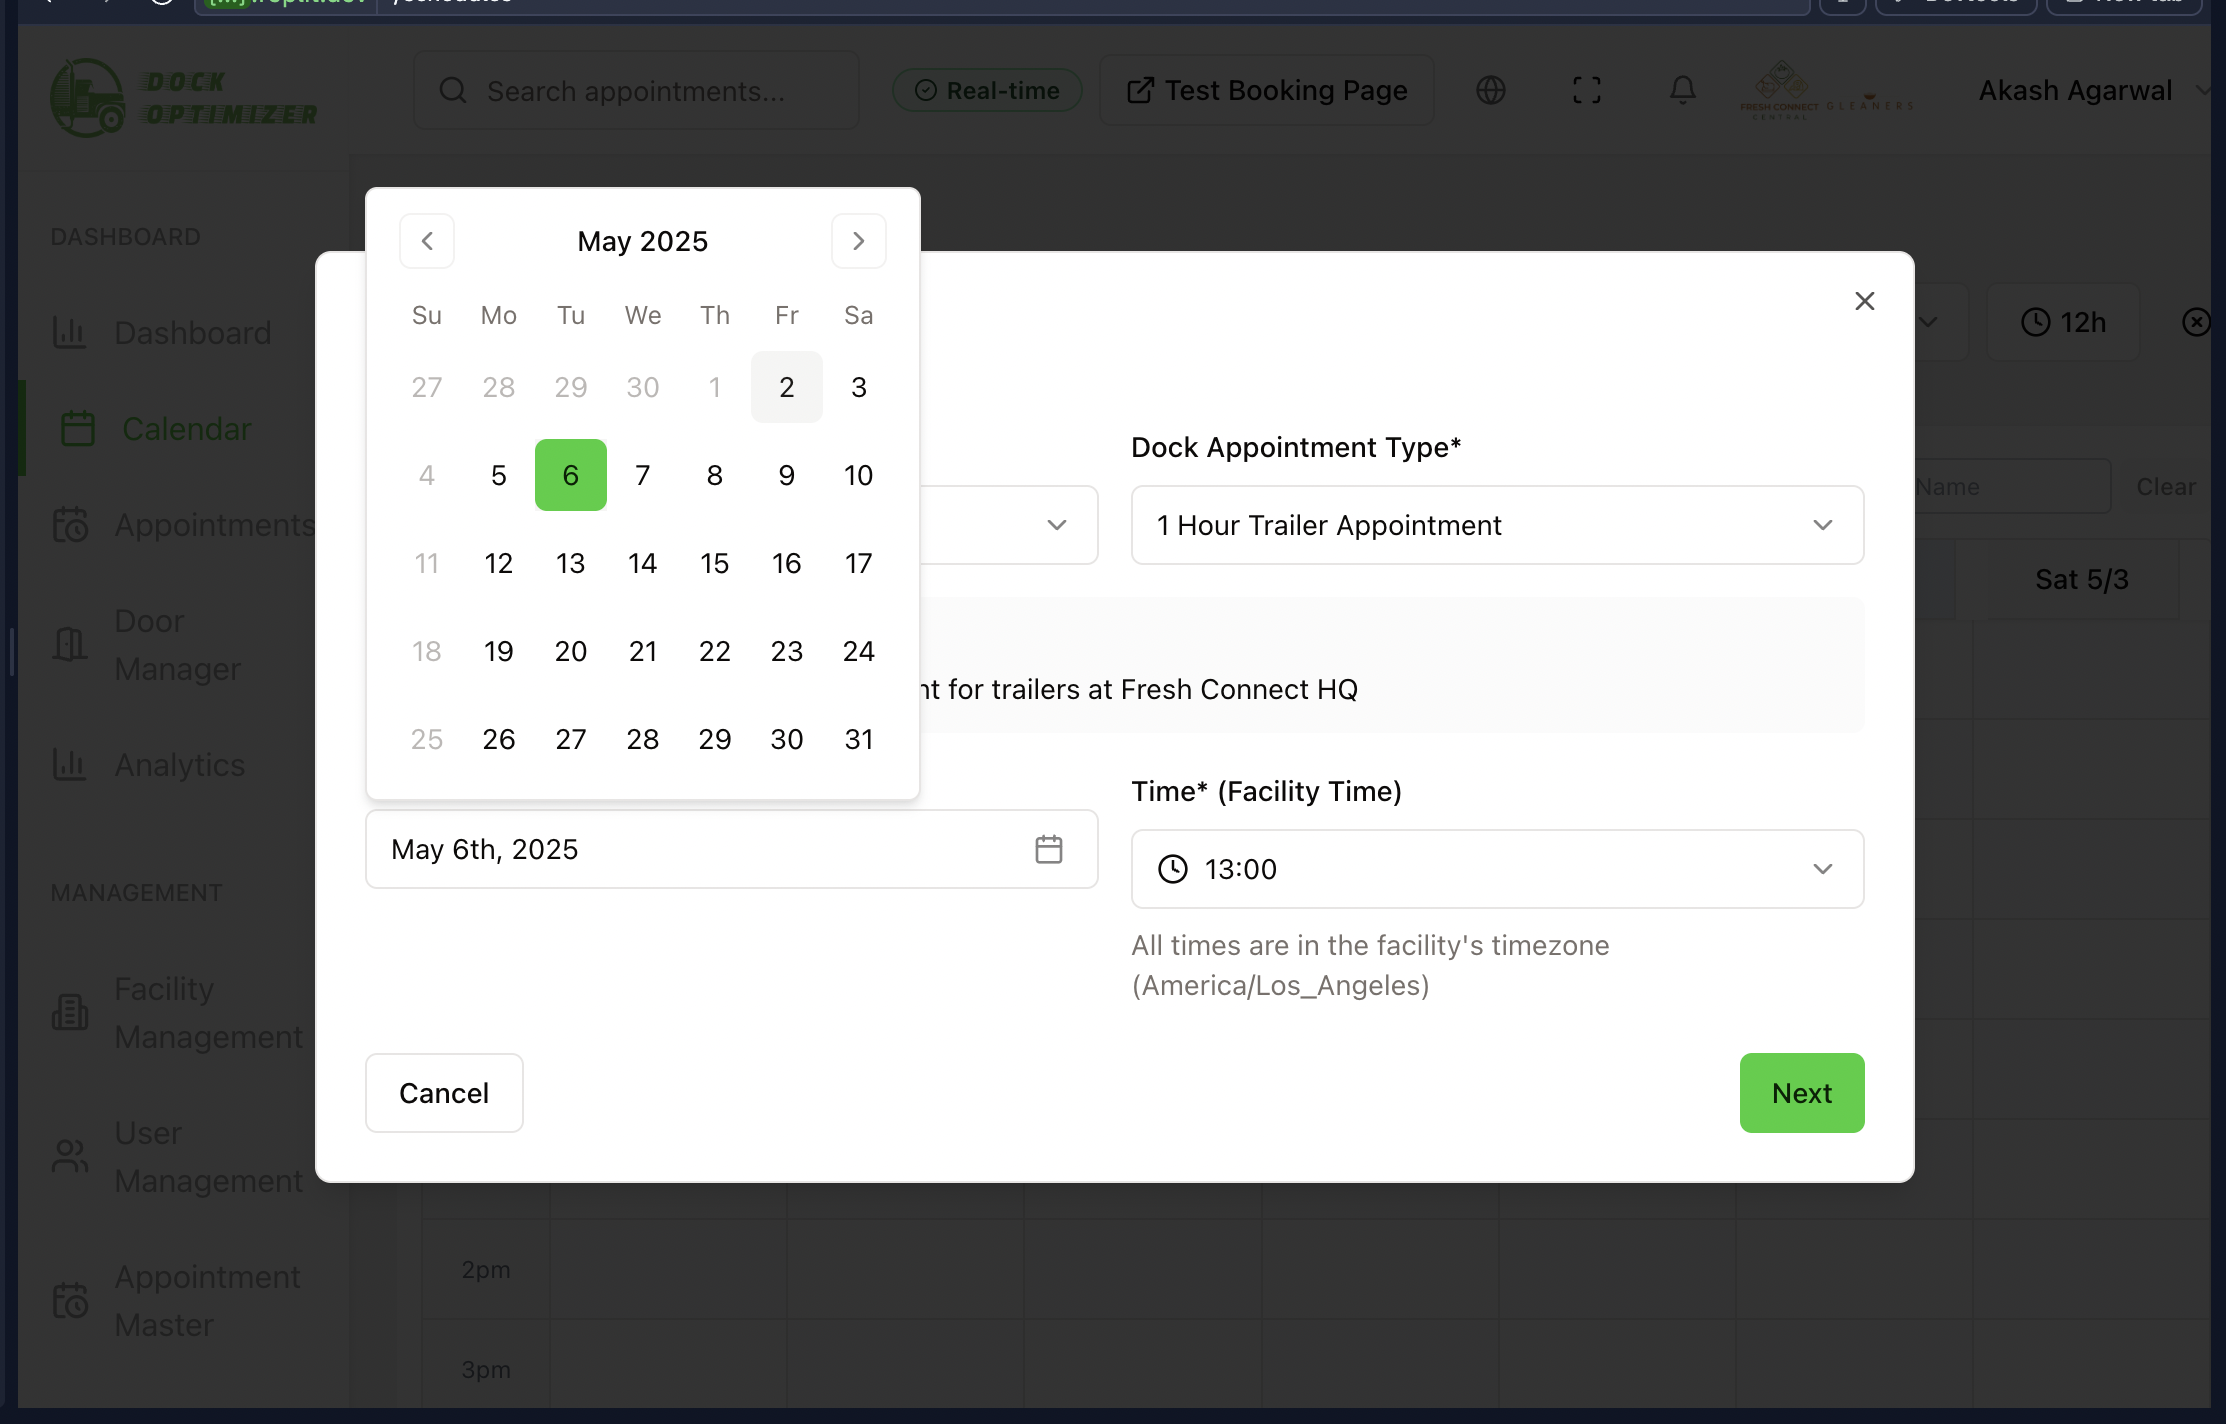 /schedules
DOCK
OPTIMIZER
Search appointments...
Real-time
Test Booking Page
FRESH CONNECT
CENTRAL
GLEANERS
Akash Agarwal
DASHBOARD
Dashboard
Calendar
Appointments
Door
Manager
Analytics
MANAGEMENT
Facility
Management
User
Management
Appointment
Master
12h
Name
Clear
Sat 5/3
2pm
3pm
May 2025
Su Mo Tu We Th Fr Sa
27 28 29 30 1 2 3
4 5 6 7 8 9 10
11 12 13 14 15 16 17
18 19 20 21 22 23 24
25 26 27 28 29 30 31
Dock Appointment Type*
1 Hour Trailer Appointment
for trailers at Fresh Connect HQ
May 6th, 2025
Time* (Facility Time)
13:00
All times are in the facility's timezone
(America/Los_Angeles)
Cancel
Next